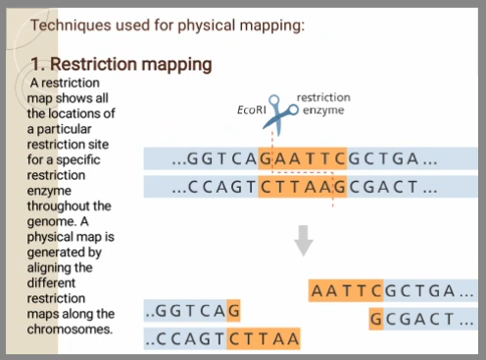 Techniques used for physical mapping:
1. Restriction mapping
A restriction
map shows all
the locations of
a particular
restriction site
for a specific
restriction
enzyme
throughout the
genome. A
physical map is
generated by
aligning the
different
restriction
maps along the
chromosomes.
EcoRI
restriction
enzyme
...GGTCAGAATTCGCTGA...
...CCAGTCTTAAGCGACT...
AATTCGCTGA...
GCGACT...
..GGTCAG
..CCAGTCTTAA